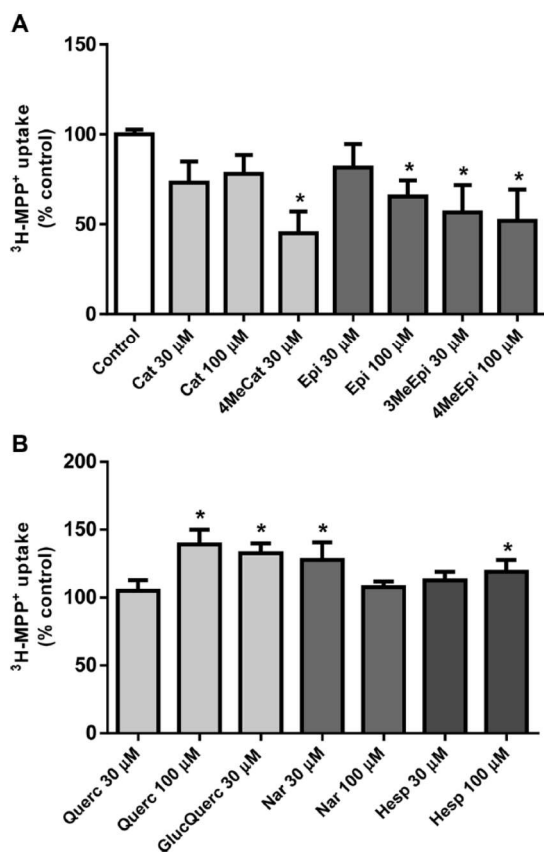 A
³H-MPP⁺ uptake
(% control)
150
100
50
0
*
*
*
*
Control
Cat 30 μM
Cat 100 μM
4MeCat 30 μM
Epi 30 μM
Epi 100 μM
3MeEpi 30 μM
4MeEpi 100 μM
B
³H-MPP⁺ uptake
(% control)
200
150
100
50
0
*
*
*
*
Querc 30 μM
Querc 100 μM
GlucQuerc 30 μM
Nar 30 μM
Nar 100 μM
Hesp 30 μM
Hesp 100 μM